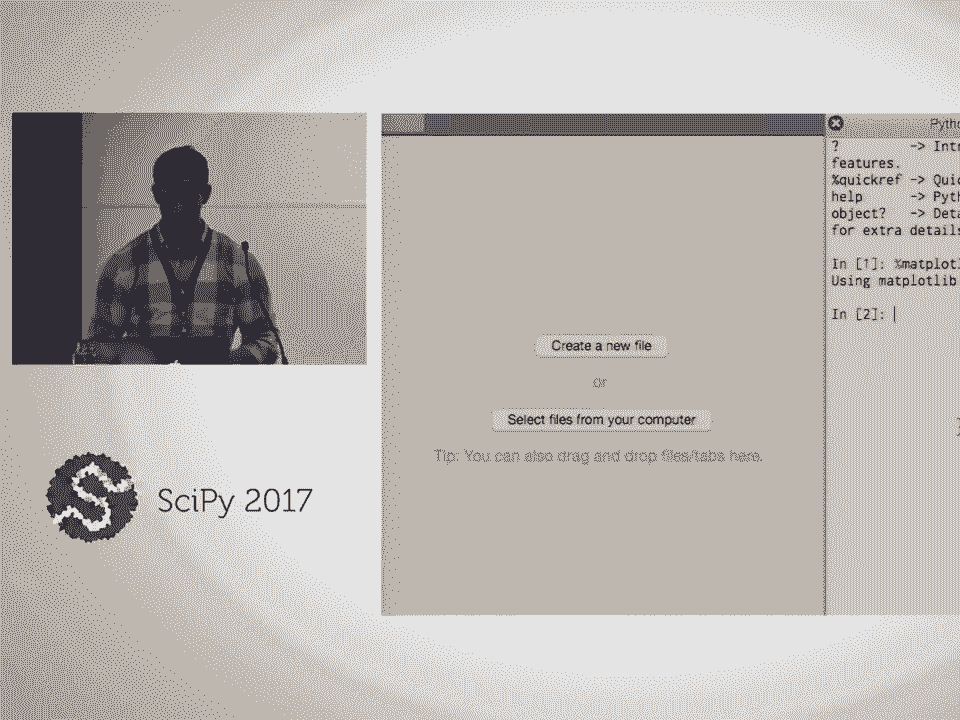 Create a new file
or
Select files from your computer
Tip: You can also drag and drop files/tabs here.
?          -> Intr
features.
%quickref -> Quic
help       -> Pyth
object?   -> Deta
for extra details
In [1]: %matplotl
Using matplotlib
In [2]:
SciPy 2017